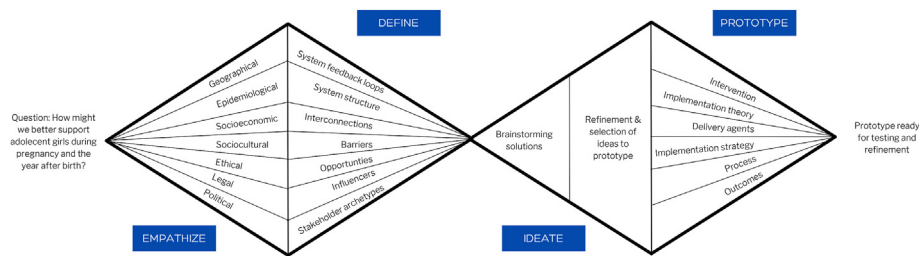 DEFINE
PROTOTYPE
Question: How might
we better support
adolecent girls during
pregnancy and the
year after birth?
Geographical
Epidemiological
Socioeconomic
Sociocultural
Ethical
Legal
Political
System feedback loops
System structure
Interconnections
Barriers
Opportunties
Influencers
Stakeholder archetypes
Brainstorming
solutions
Refinement &
selection of
ideas to
prototype
Intervention
Implementation theory
Delivery agents
Implementation strategy
Process
Outcomes
Prototype ready
for testing and
refinement
EMPATHIZE
IDEATE